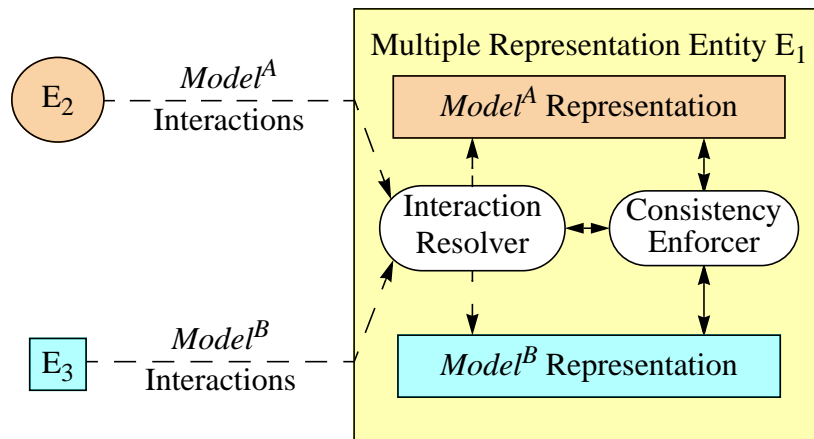 Multiple Representation Entity E₁
E₂
Modelᴬ
Interactions
Modelᴬ Representation
Interaction
Resolver
Consistency
Enforcer
E₃
Modelᴮ
Interactions
Modelᴮ Representation